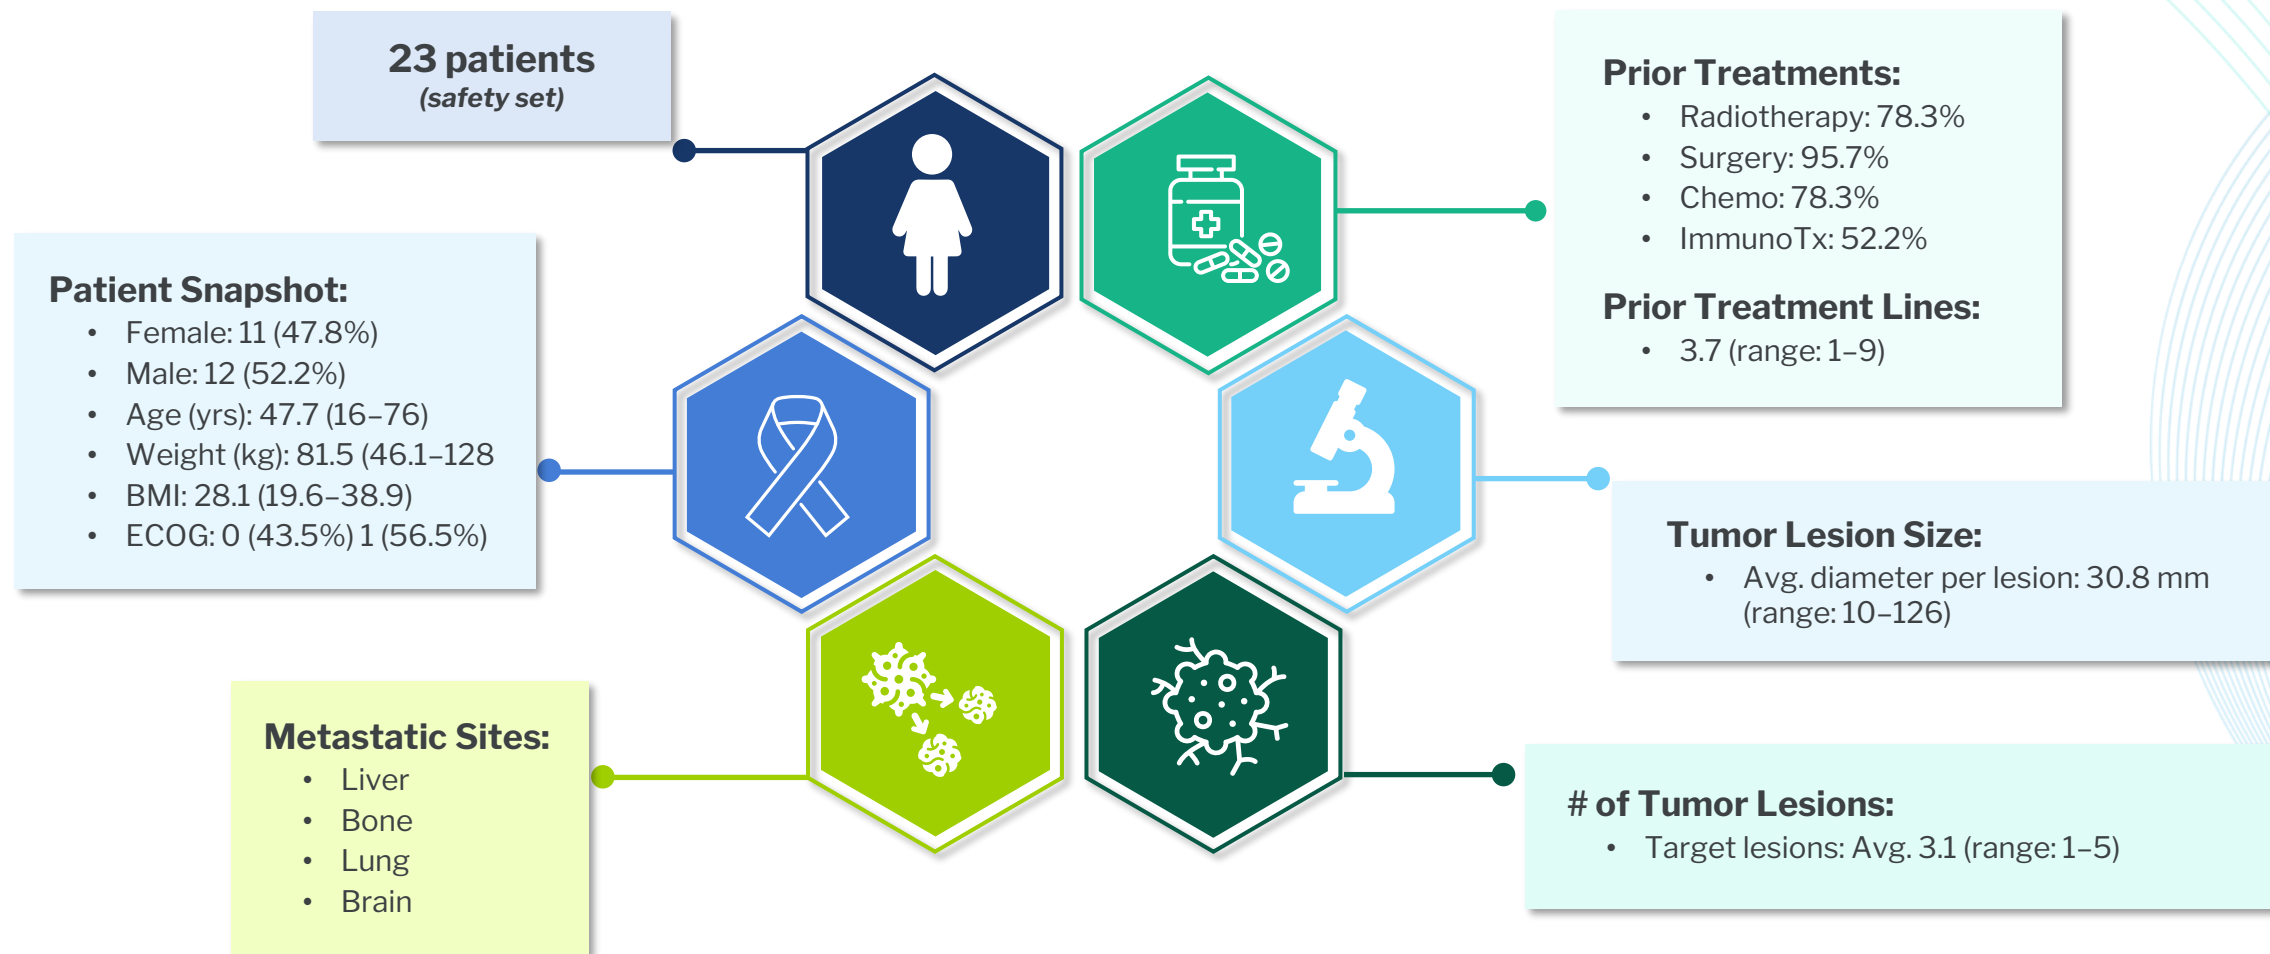 23 patients
(safety set)
Patient Snapshot:
• Female: 11 (47.8%)
• Male: 12 (52.2%)
• Age (yrs): 47.7 (16–76)
• Weight (kg): 81.5 (46.1–128
• BMI: 28.1 (19.6–38.9)
• ECOG: 0 (43.5%) 1 (56.5%)
Metastatic Sites:
• Liver
• Bone
• Lung
• Brain
Prior Treatments:
• Radiotherapy: 78.3%
• Surgery: 95.7%
• Chemo: 78.3%
• ImmunoTx: 52.2%
Prior Treatment Lines:
• 3.7 (range: 1–9)
Tumor Lesion Size:
• Avg. diameter per lesion: 30.8 mm
(range: 10–126)
# of Tumor Lesions:
• Target lesions: Avg. 3.1 (range: 1–5)